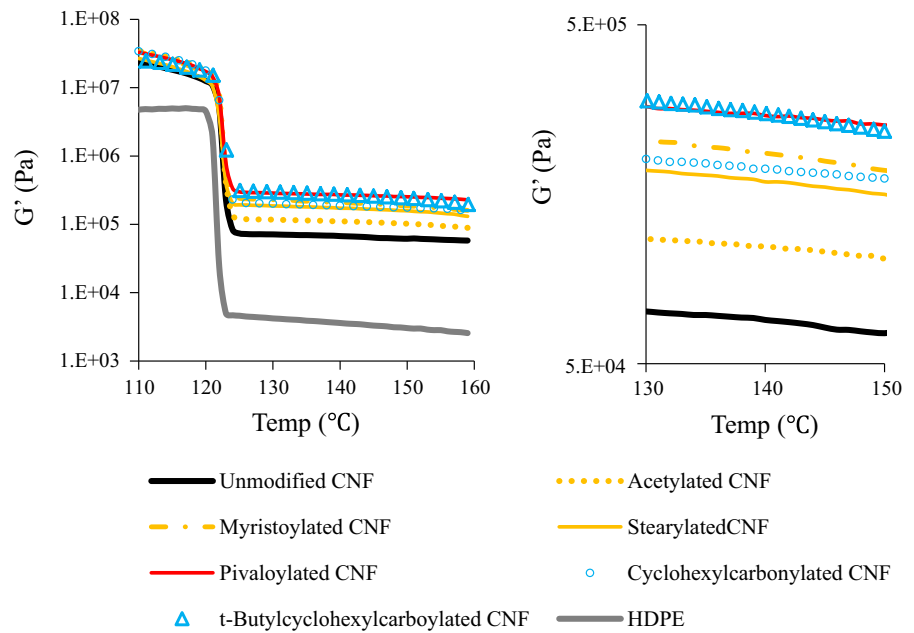 1.E+08
1.E+07
1.E+06
1.E+05
1.E+04
1.E+03
G’ (Pa)
110 120 130 140 150 160
Temp (℃)
5.E+05
5.E+04
G’ (Pa)
130 140 150
Temp (℃)
Unmodified CNF
Acetylated CNF
Myristoylated CNF
StearylatedCNF
Pivaloylated CNF
Cyclohexylcarbonylated CNF
t-Butylcyclohexylcarboylated CNF
HDPE